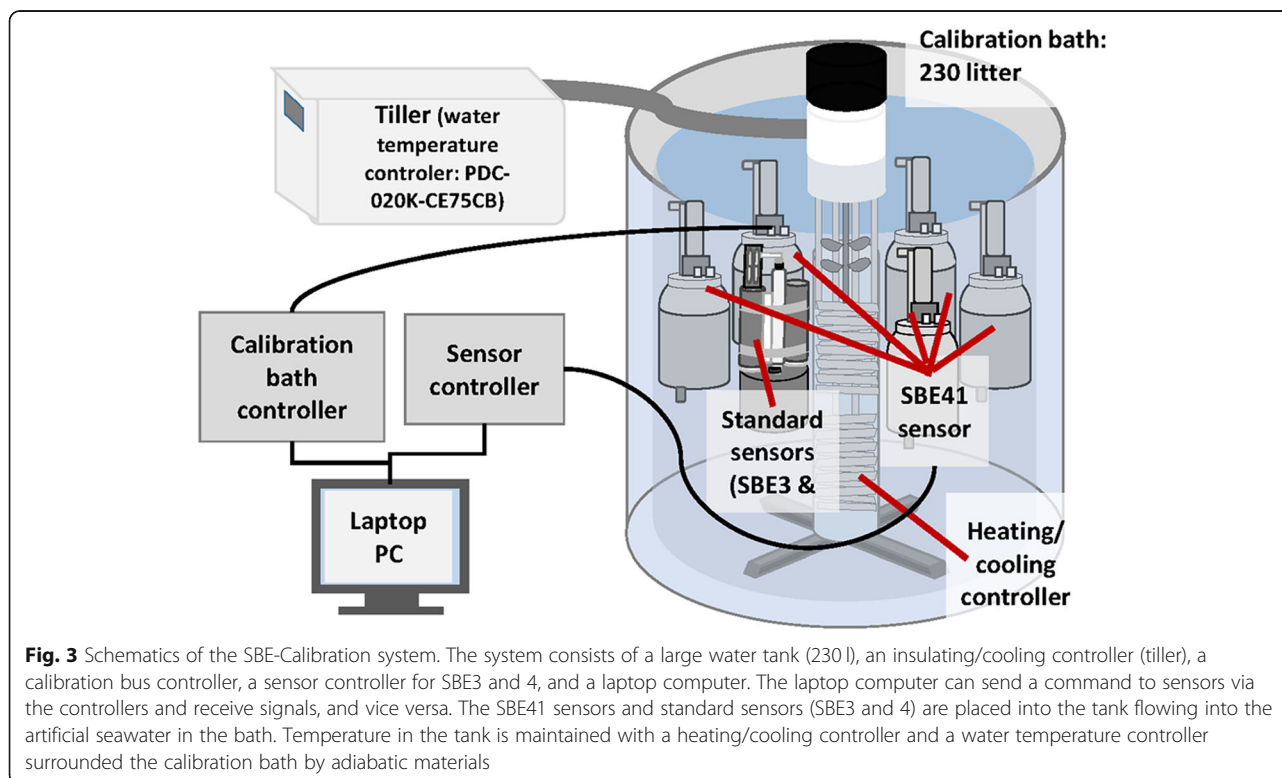 Calibration bath:
230 litter
Tiller (water
temperature
controler: PDC-
020K-CE75CB)
Calibration
bath
controller
Sensor
controller
Laptop
PC
Standard
sensors
(SBE3 &
SBE41
sensor
Heating/
cooling
controller
Fig. 3 Schematics of the SBE-Calibration system. The system consists of a large water tank (230 l), an insulating/cooling controller (tiller), a
calibration bus controller, a sensor controller for SBE3 and 4, and a laptop computer. The laptop computer can send a command to sensors via
the controllers and receive signals, and vice versa. The SBE41 sensors and standard sensors (SBE3 and 4) are placed into the tank flowing into the
artificial seawater in the bath. Temperature in the tank is maintained with a heating/cooling controller and a water temperature controller
surrounded the calibration bath by adiabatic materials